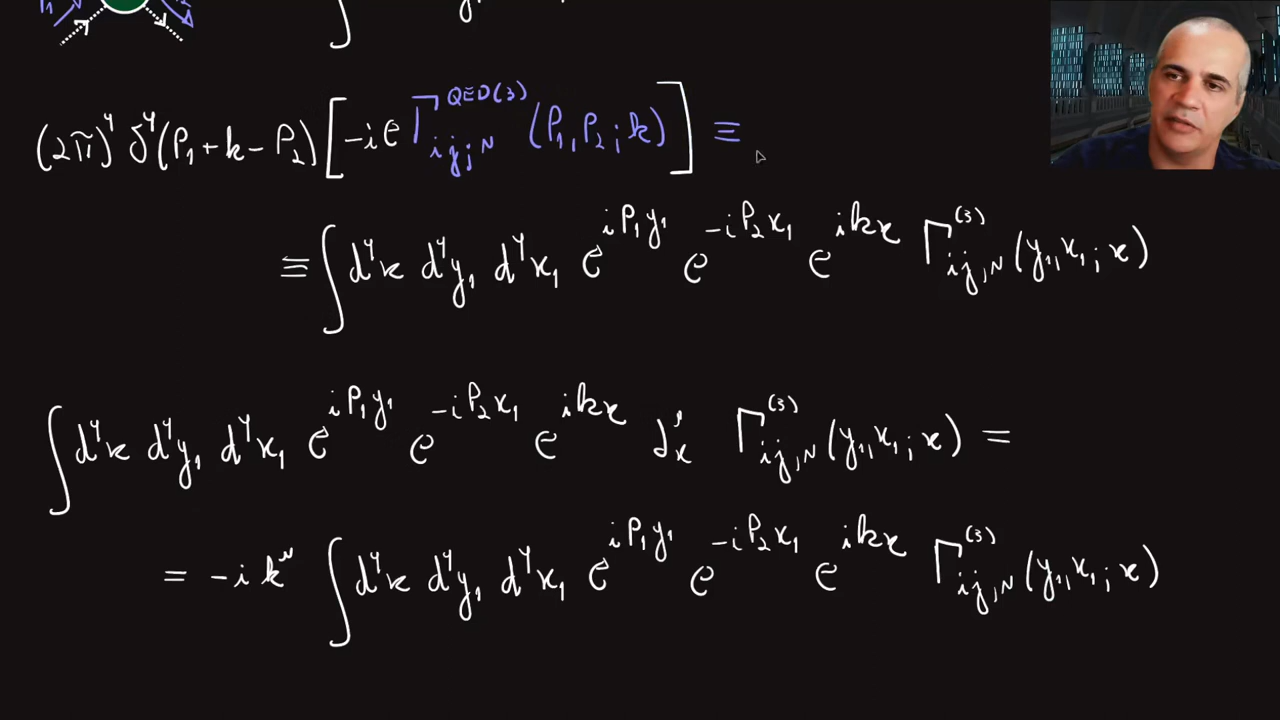 (2π)⁴ δ⁴(P₁+k−P₂) [−ie Γ^{QED(3)}_{ij,μ} (P₁,P₂;k)] ≡
≡ ∫ d⁴x d⁴y₁ d⁴x₁ e^{iP₁y₁} e^{−iP₂x₁} e^{ikx} Γ^{(3)}_{ij,μ}(y₁,x₁;x)
∫ d⁴x d⁴y₁ d⁴x₁ e^{iP₁y₁} e^{−iP₂x₁} e^{ikx} ∂^μ_x Γ^{(3)}_{ij,μ}(y₁,x₁;x) =
= −ik^μ ∫ d⁴x d⁴y₁ d⁴x₁ e^{iP₁y₁} e^{−iP₂x₁} e^{ikx} Γ^{(3)}_{ij,μ}(y₁,x₁;x)